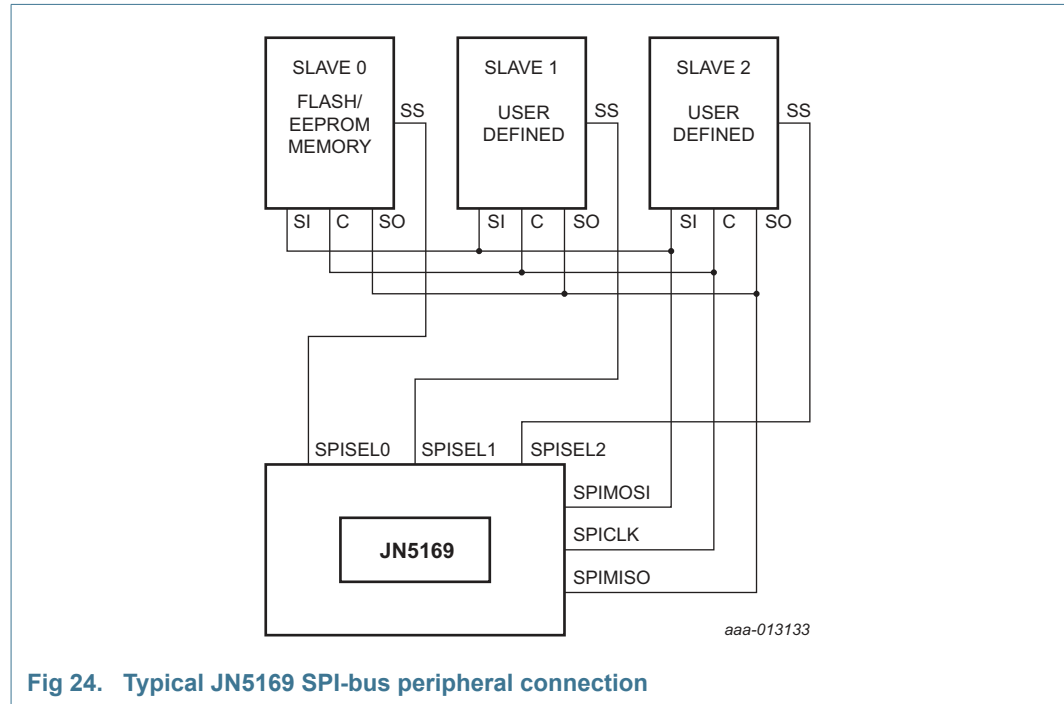 SLAVE 0
FLASH/
EEPROM
MEMORY
SS
SI C SO
SLAVE 1
USER
DEFINED
SS
SI C SO
SLAVE 2
USER
DEFINED
SS
SI C SO
SPISEL0 SPISEL1 SPISEL2
SPIMOSI
SPICLK
SPIMISO
JN5169
aaa-013133
Fig 24. Typical JN5169 SPI-bus peripheral connection